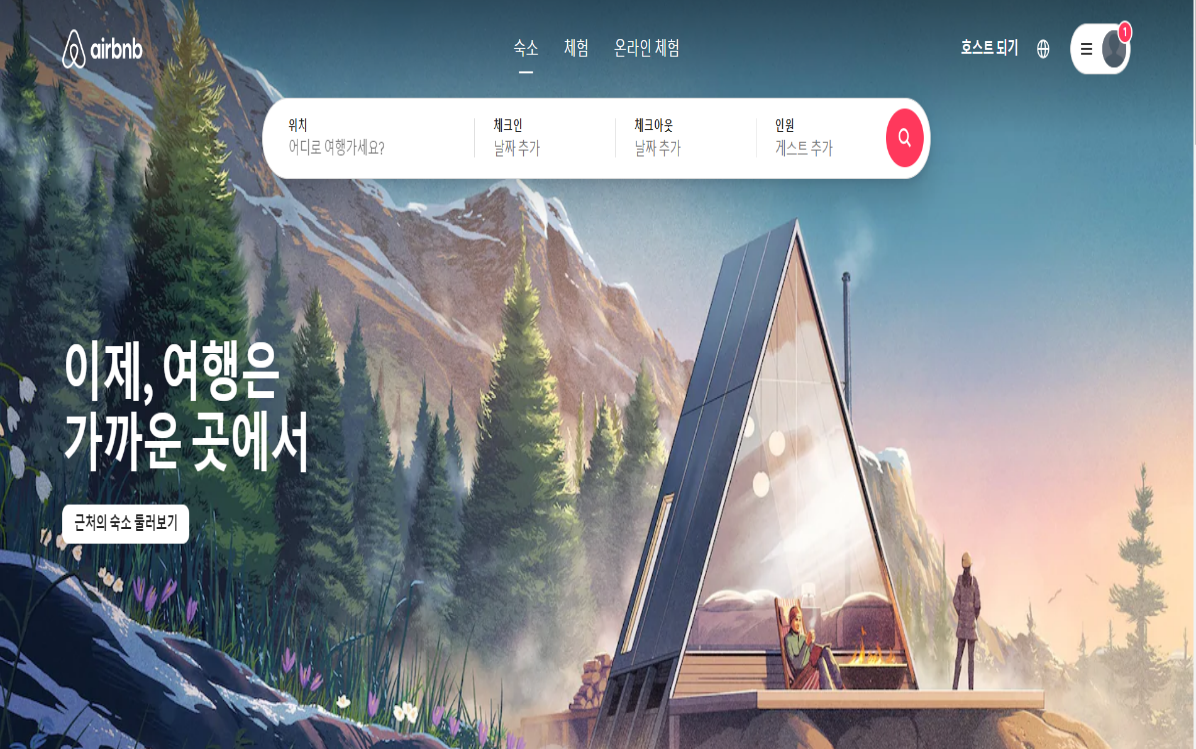 airbnb
숙소
체험
온라인 체험
호스트 되기
1
위치
어디로 여행가세요?
체크인
날짜 추가
체크아웃
날짜 추가
인원
게스트 추가
이제, 여행은
가까운 곳에서
근처의 숙소 둘러보기